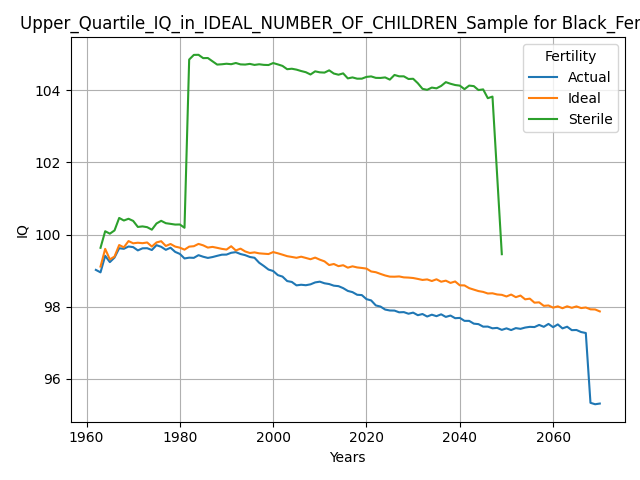 Upper_Quartile_IQ_in_IDEAL_NUMBER_OF_CHILDREN_Sample for Black_Fer
Fertility
Actual
Ideal
Sterile
104
102
100
98
96
IQ
1960 1980 2000 2020 2040 2060
Years